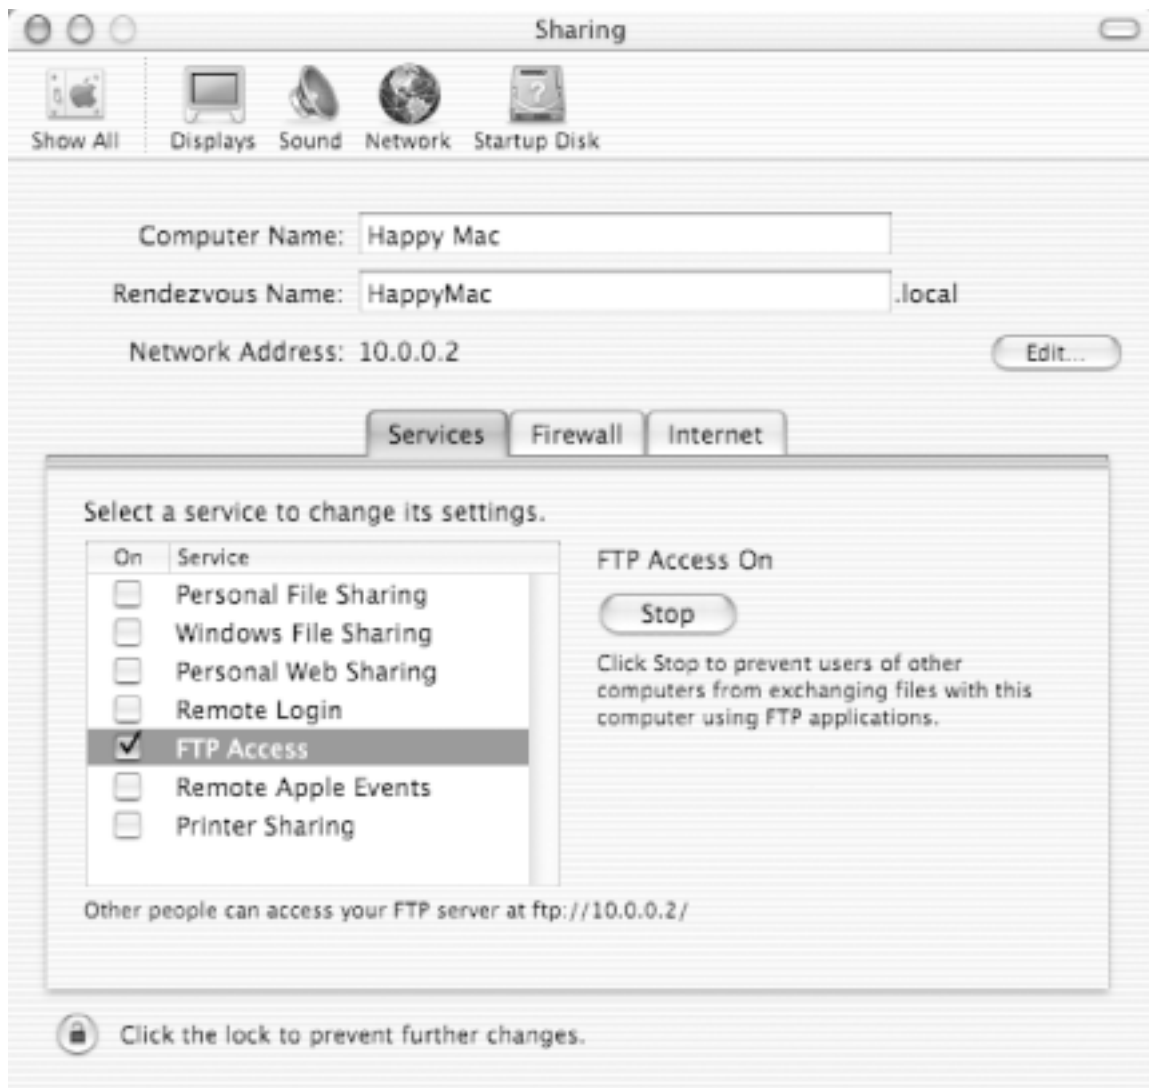 Sharing
Show All
Displays
Sound
Network
Startup Disk
Computer Name: Happy Mac
Rendezvous Name: HappyMac .local
Network Address: 10.0.0.2
Edit...
Services
Firewall
Internet
Select a service to change its settings.
On Service
Personal File Sharing
Windows File Sharing
Personal Web Sharing
Remote Login
FTP Access
Remote Apple Events
Printer Sharing
FTP Access On
Stop
Click Stop to prevent users of other
computers from exchanging files with this
computer using FTP applications.
Other people can access your FTP server at ftp://10.0.0.2/
Click the lock to prevent further changes.